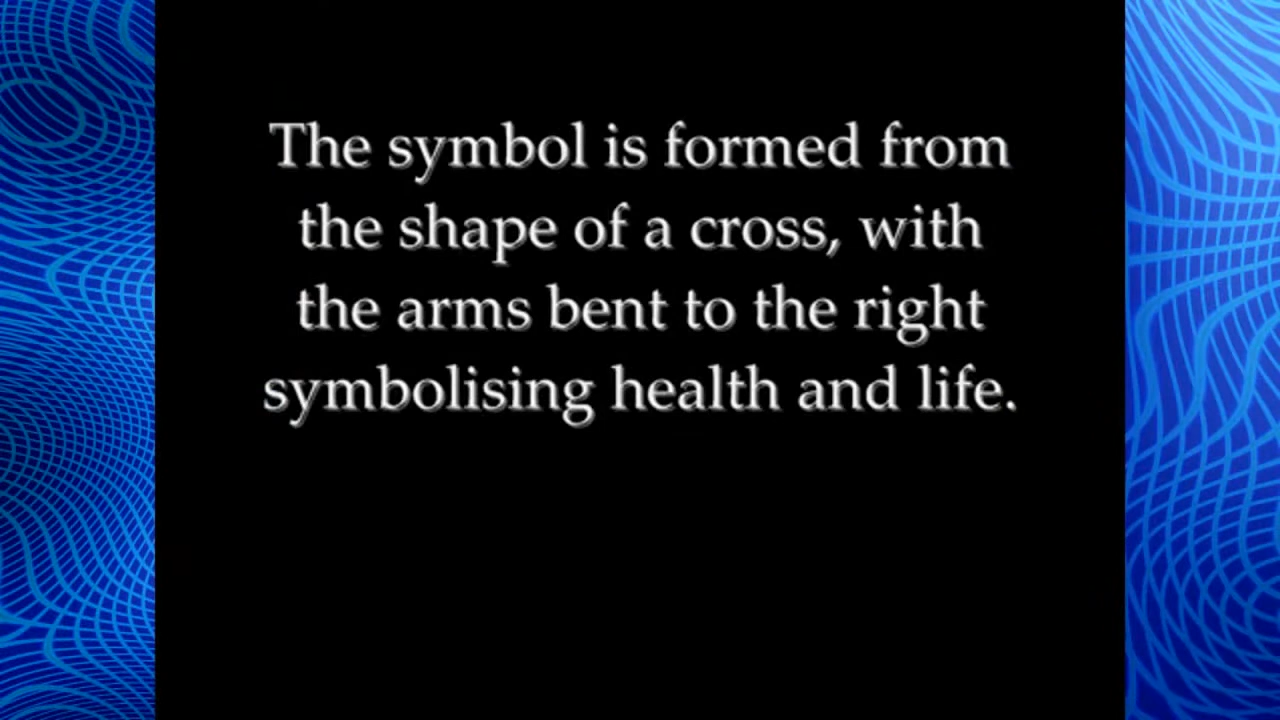 The symbol is formed from
the shape of a cross, with
the arms bent to the right
symbolising health and life.